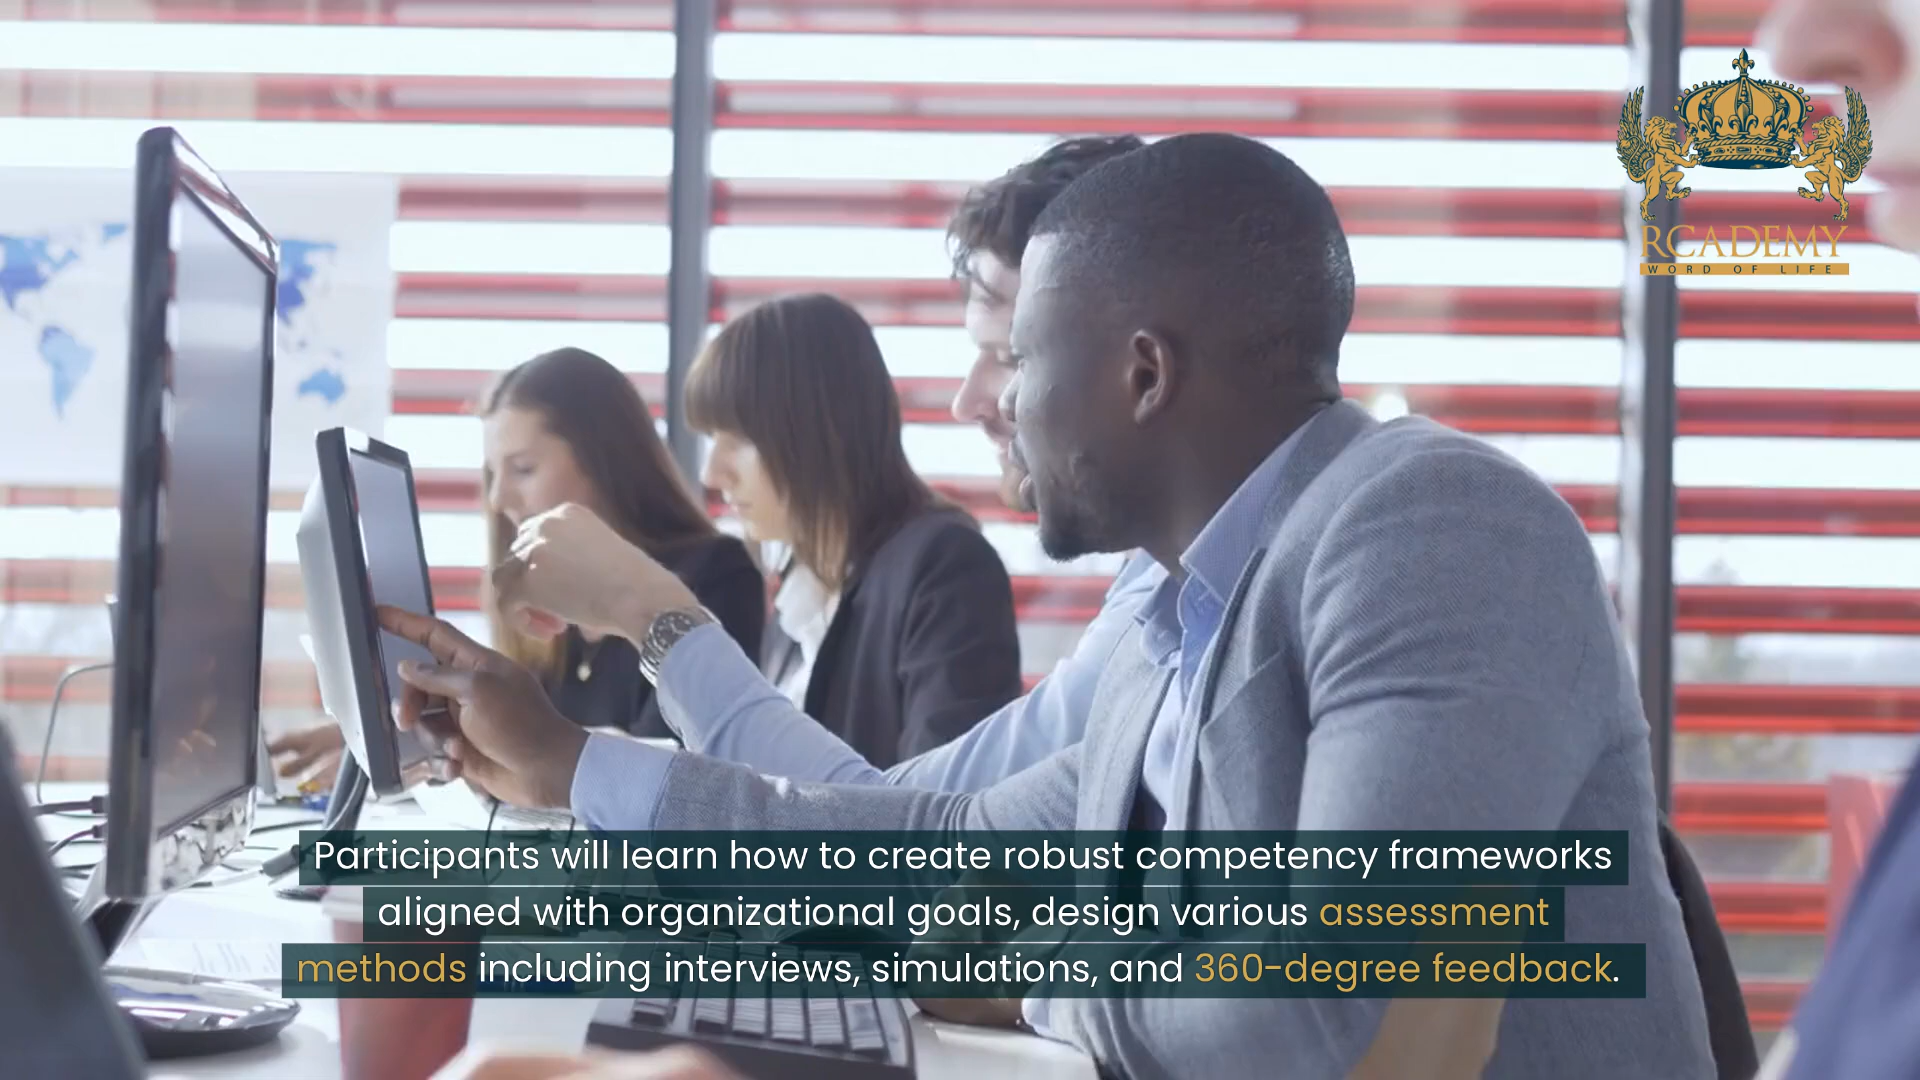 RCADEMY
WORD OF LIFE
Participants will learn how to create robust competency frameworks
aligned with organizational goals, design various assessment
methods including interviews, simulations, and 360-degree feedback.